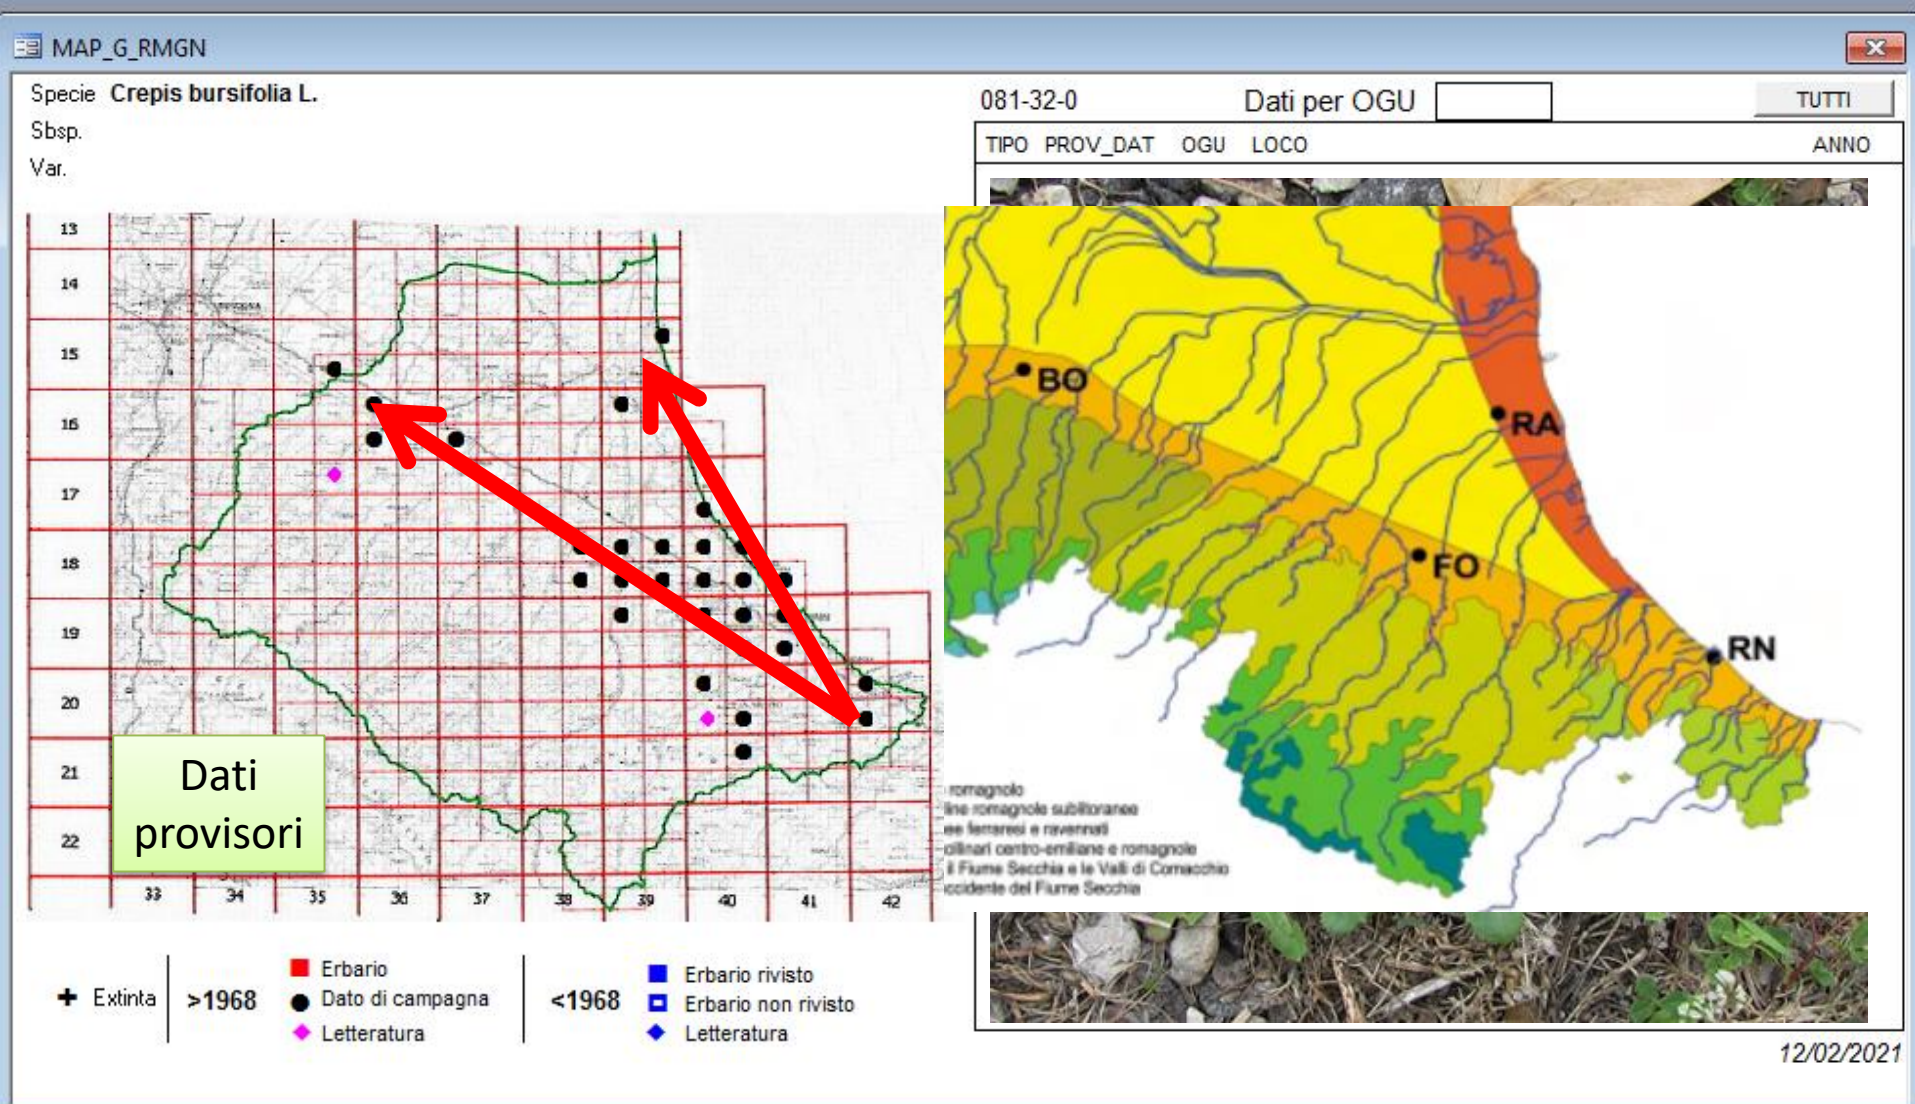 MAP_G_RMGN
Specie Crepis bursifolia L.
Sbsp.
Var.
081-32-0 Dati per OGU TUTTI
TIPO PROV_DAT OGU LOCO ANNO
13
14
15
16
17
18
19
20
21
22
33 34 35 36 37 38 39 40 41 42
Dati
provisori
BO
RA
FO
RN
romagnolo
line romagnole sublitoranee
ee ferraresi e ravennati
ollinari centro-emiliane e romagnole
il Fiume Secchia e le Valli di Comacchio
ccidente del Fiume Secchia
Extinta
>1968
Erbario
Dato di campagna
Letteratura
<1968
Erbario rivisto
Erbario non rivisto
Letteratura
12/02/2021